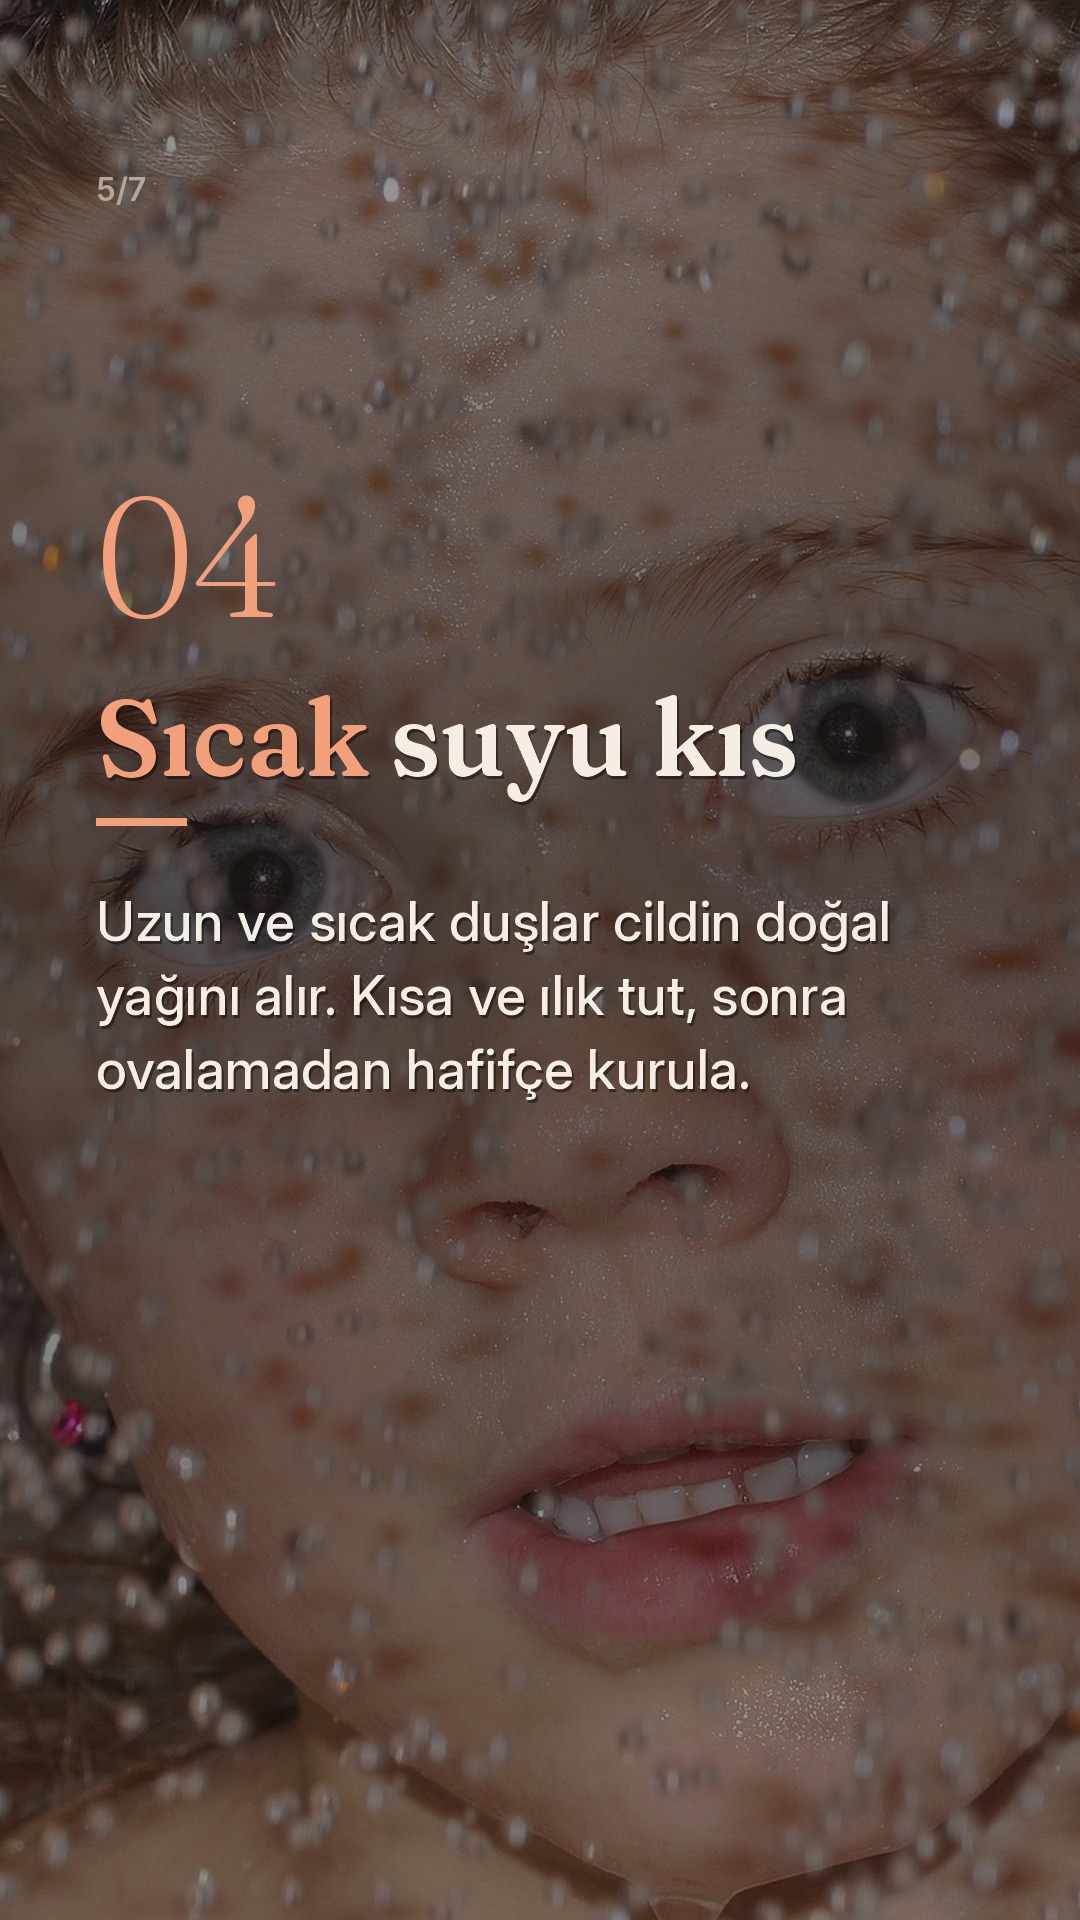 5/7
04
Sıcak suyu kıs
Uzun ve sıcak duşlar cildin doğal
yağını alır. Kısa ve ılık tut, sonra
ovalamadan hafifçe kurula.